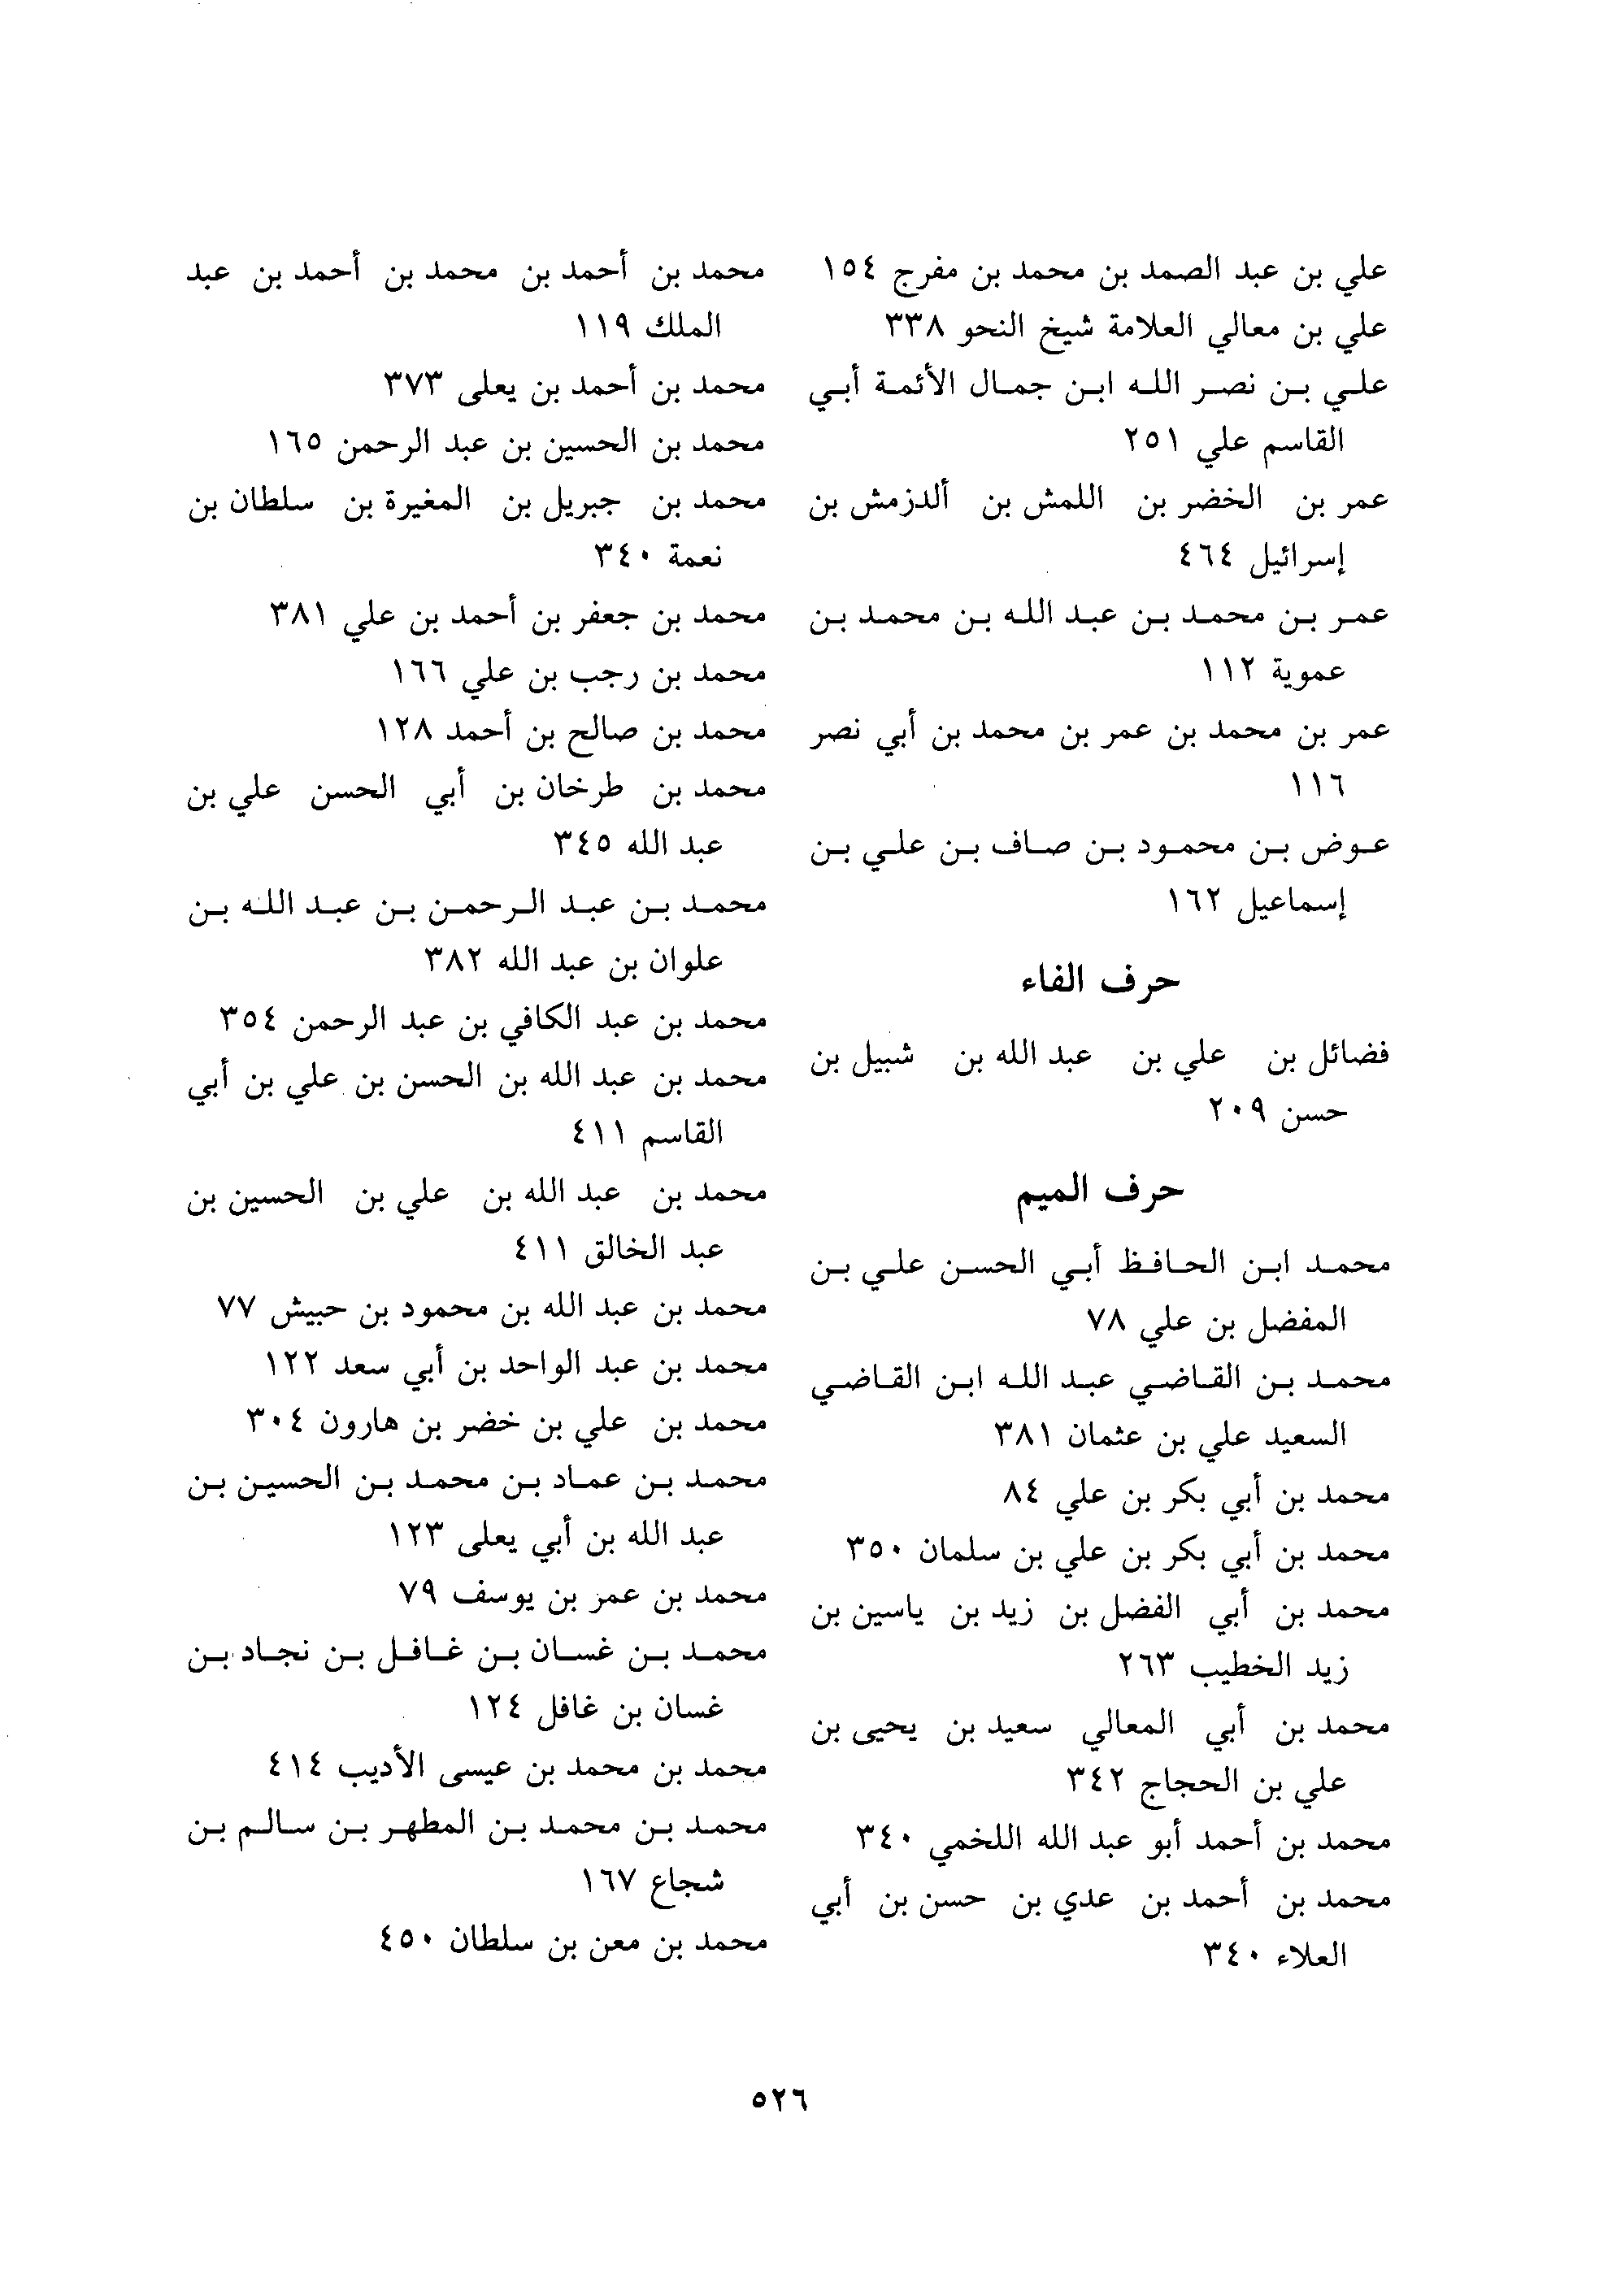 علي بن عبد الصمد بن محمد بن مفرج ١٥٤
علي بن معالي العلامة شيخ النحو ٣٣٨
علي بن نصر الله ابن جمال الأئمة أبي
القاسم علي ٢٥١
عمر بن الخضر بن اللمش بن ألدزمش بن
إسرائيل ٤٦٤
عمر بن محمد بن عبد الله بن محمد بن
عموية ١١٢
عمر بن محمد بن عمر بن محمد بن أبي نصر
١١٦
عوض بن محمود بن صاف بن علي بن
إسماعيل ١٦٢
حرف الفاء
فضائل بن علي بن عبد الله بن شبيل بن
حسن ٢٠٩
حرف الميم
محمد ابن الحافظ أبي الحسن علي بن
المفضل بن علي ٧٨
محمد بن القاضي عبد الله ابن القاضي
السعيد علي بن عثمان ٣٨١
محمد بن أبي بكر بن علي ٨٤
محمد بن أبي بكر بن علي بن سلمان ٣٥٠
محمد بن أبي الفضل بن زيد بن ياسين بن
زيد الخطيب ٢٦٣
محمد بن أبي المعالي سعيد بن يحيى بن
علي بن الحجاج ٣٤٢
محمد بن أحمد أبو عبد الله اللخمي ٣٤٠
محمد بن أحمد بن عدي بن حسن بن أبي
العلاء ٣٤٠
محمد بن أحمد بن محمد بن أحمد بن عبد
الملك ١١٩
محمد بن أحمد بن يعلى ٣٧٣
محمد بن الحسين بن عبد الرحمن ١٦٥
محمد بن جبريل بن المغيرة بن سلطان بن
نعمة ٣٤٠
محمد بن جعفر بن أحمد بن علي ٣٨١
محمد بن رجب بن علي ١٦٦
محمد بن صالح بن أحمد ١٢٨
محمد بن طرخان بن أبي الحسن علي بن
عبد الله ٣٤٥
محمد بن عبد الرحمن بن عبد الله بن
علوان بن عبد الله ٣٨٢
محمد بن عبد الكافي بن عبد الرحمن ٣٥٤
محمد بن عبد الله بن الحسن بن علي بن أبي
القاسم ٤١١
محمد بن عبد الله بن علي بن الحسين بن
عبد الخالق ٤١١
محمد بن عبد الله بن محمود بن حبيش ٧٧
محمد بن عبد الواحد بن أبي سعد ١٢٢
محمد بن علي بن خضر بن هارون ٣٠٤
محمد بن عماد بن محمد بن الحسين بن
عبد الله بن أبي يعلى ١٢٣
محمد بن عمر بن يوسف ٧٩
محمد بن غسان بن غافل بن نجاد بن
غسان بن غافل ١٢٤
محمد بن محمد بن عيسى الأديب ٤١٤
محمد بن محمد بن المطهر بن سالم بن
شجاع ١٦٧
محمد بن معن بن سلطان ٤٥٠
٥٢٦